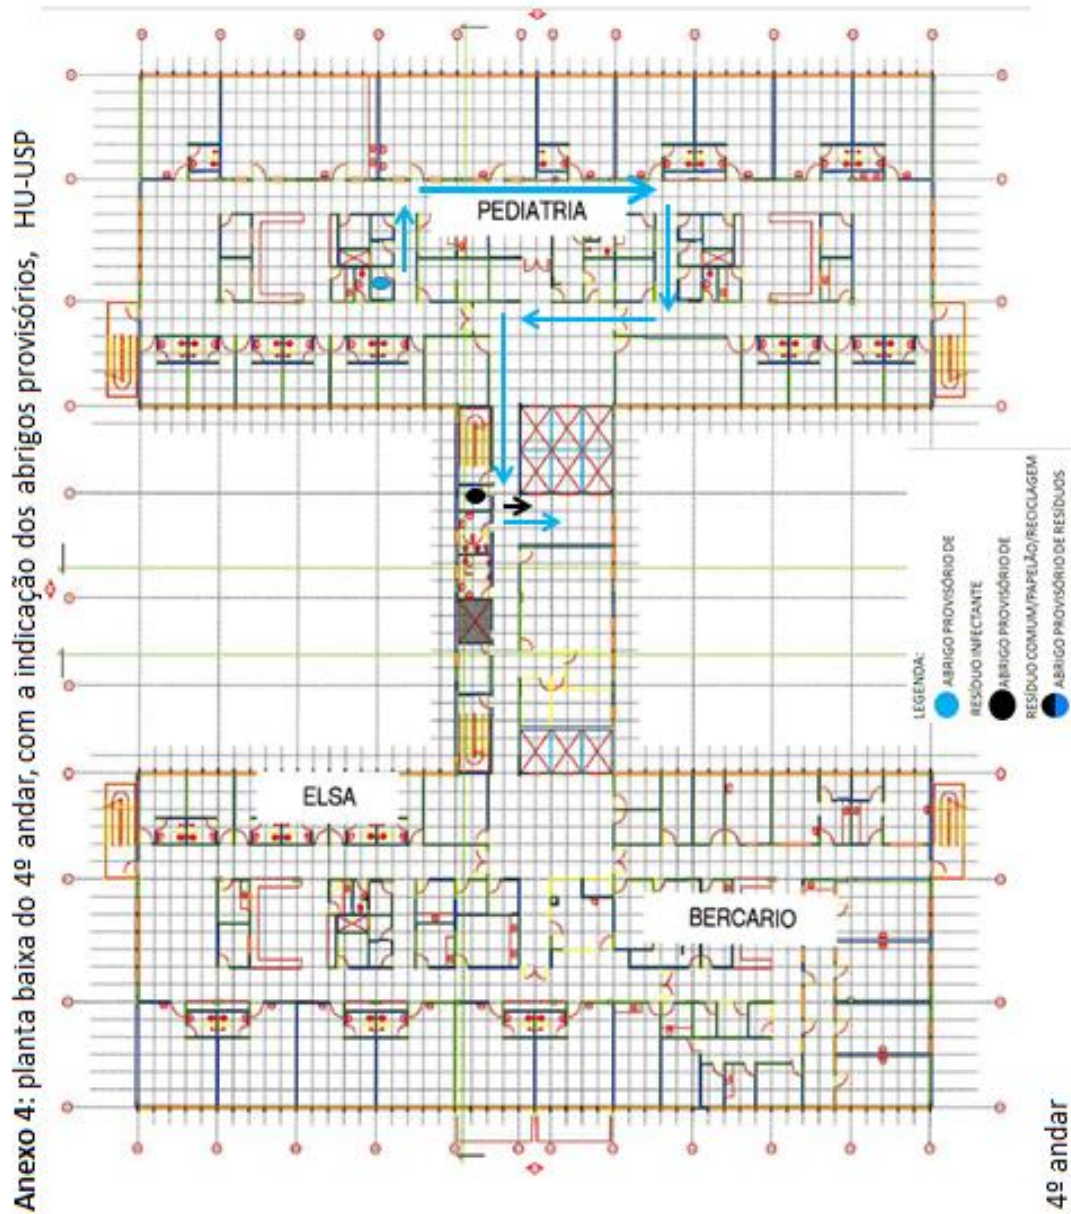 Anexo 4: planta baixa do 4º andar, com a indicação dos abrigos provisórios, HU-USP
PEDIATRIA
ELSA
BERCARIO
LEGENDA:
ABRIGO PROVISÓRIO DE
RESÍDUO INFECTANTE
ABRIGO PROVISÓRIO DE
RESÍDUO COMUM/PAPELÃO/RECICLAGEM
ABRIGO PROVISÓRIO DE RESÍDUOS
4º andar